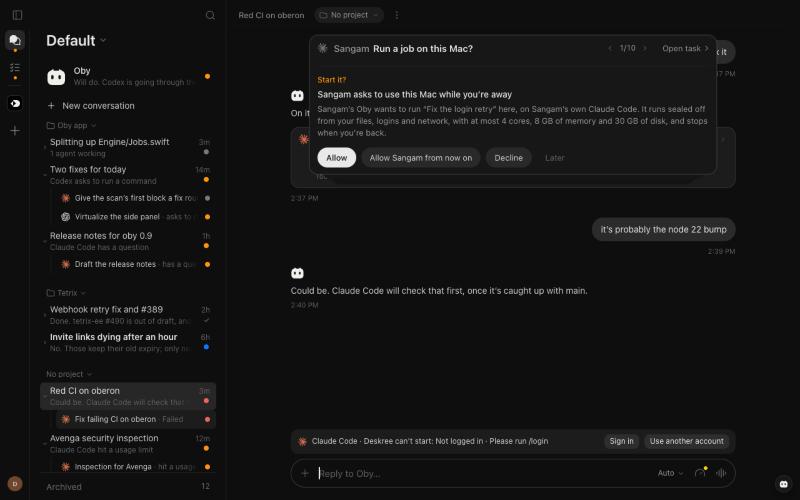 Default
Oby
Will do. Codex is going through th
New conversation
Oby app
Splitting up Engine/Jobs.swift 3m
1 agent working
Two fixes for today 14m
Codex asks to run a command
Give the scan's first block a fix rou
Virtualize the side panel · asks to
Release notes for oby 0.9 1h
Claude Code has a question
Draft the release notes · has a que
Tetrix
Webhook retry fix and #389 2h
Done. tetrix-ee #490 is out of draft, and
Invite links dying after an hour 6h
No. Those keep their old expiry; only ne
No project
Red CI on oberon 3m
Could be. Claude Code will check that
Fix failing CI on oberon · Failed
Avenga security inspection 12m
Claude Code hit a usage limit
Inspection for Avenga · hit a usage
Archived 12
D
Red CI on oberon No project
Sangam Run a job on this Mac? 1/10 Open task
Start it?
Sangam asks to use this Mac while you're away
Sangam's Oby wants to run "Fix the login retry" here, on Sangam's own Claude Code. It runs sealed off
from your files, logins and network, with at most 4 cores, 8 GB of memory and 30 GB of disk, and stops
when you're back.
Allow Allow Sangam from now on Decline Later
x it
37 PM
On it
2:37 PM
it's probably the node 22 bump
2:39 PM
Could be. Claude Code will check that first, once it's caught up with main.
2:40 PM
Claude Code · Deskree can't start: Not logged in · Please run /login Sign in Use another account
Reply to Oby... Auto